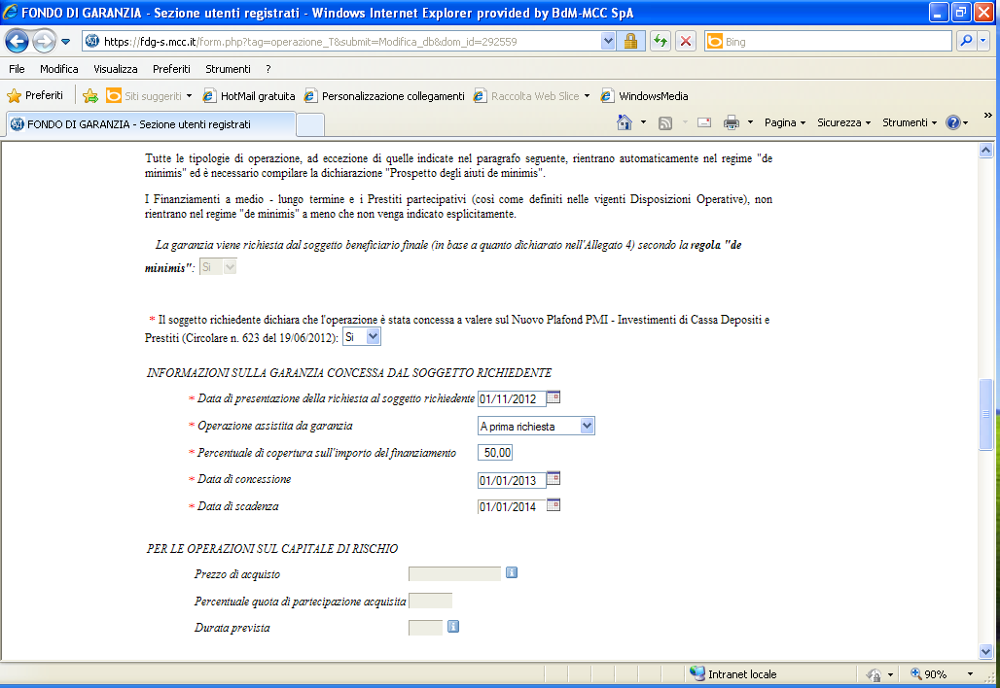 FONDO DI GARANZIA - Sezione utenti registrati - Windows Internet Explorer provided by BdM-MCC SpA
https://fdg-s.mcc.it/form.php?tag=operazione_T&submit=Modifica_db&dom_id=292559
Bing
File Modifica Visualizza Preferiti Strumenti ?
Preferiti Siti suggeriti HotMail gratuita Personalizzazione collegamenti Raccolta Web Slice WindowsMedia
FONDO DI GARANZIA - Sezione utenti registrati
Pagina Sicurezza Strumenti »
Tutte le tipologie di operazione, ad eccezione di quelle indicate nel paragrafo seguente, rientrano automaticamente nel regime "de
minimis" ed è necessario compilare la dichiarazione "Prospetto degli aiuti de minimis".
I Finanziamenti a medio - lungo termine e i Prestiti partecipativi (così come definiti nelle vigenti Disposizioni Operative), non
rientrano nel regime "de minimis" a meno che non venga indicato esplicitamente.
La garanzia viene richiesta dal soggetto beneficiario finale (in base a quanto dichiarato nell'Allegato 4) secondo la regola "de
minimis": Si
* Il soggetto richiedente dichiara che l'operazione è stata concessa a valere sul Nuovo Plafond PMI - Investimenti di Cassa Depositi e
Prestiti (Circolare n. 623 del 19/06/2012): Si
INFORMAZIONI SULLA GARANZIA CONCESSA DAL SOGGETTO RICHIEDENTE
* Data di presentazione della richiesta al soggetto richiedente 01/11/2012
* Operazione assistita da garanzia A prima richiesta
* Percentuale di copertura sull'importo del finanziamento 50,00
* Data di concessione 01/01/2013
* Data di scadenza 01/01/2014
PER LE OPERAZIONI SUL CAPITALE DI RISCHIO
Prezzo di acquisto
Percentuale quota di partecipazione acquisita
Durata prevista
Intranet locale 90%